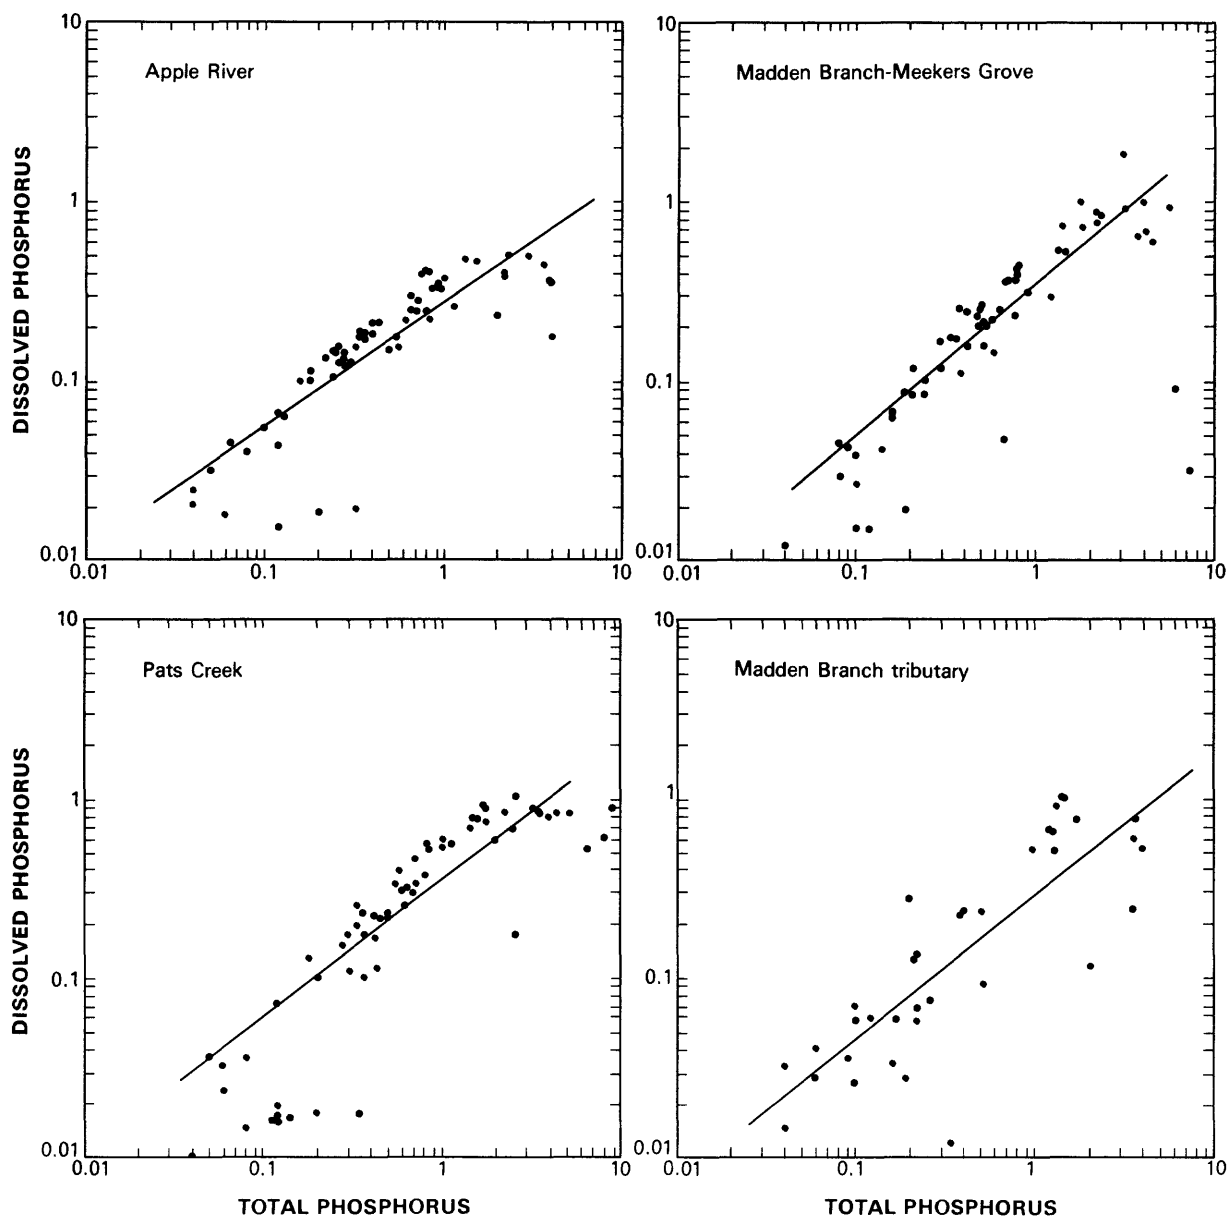 10
Apple River
1
0.1
0.01
0.01 0.1 1 10
DISSOLVED PHOSPHORUS
10
Madden Branch-Meekers Grove
1
0.1
0.01
0.01 0.1 1 10
10
Pats Creek
1
0.1
0.01
0.01 0.1 1 10
DISSOLVED PHOSPHORUS
TOTAL PHOSPHORUS
10
Madden Branch tributary
1
0.1
0.01
0.01 0.1 1 10
TOTAL PHOSPHORUS